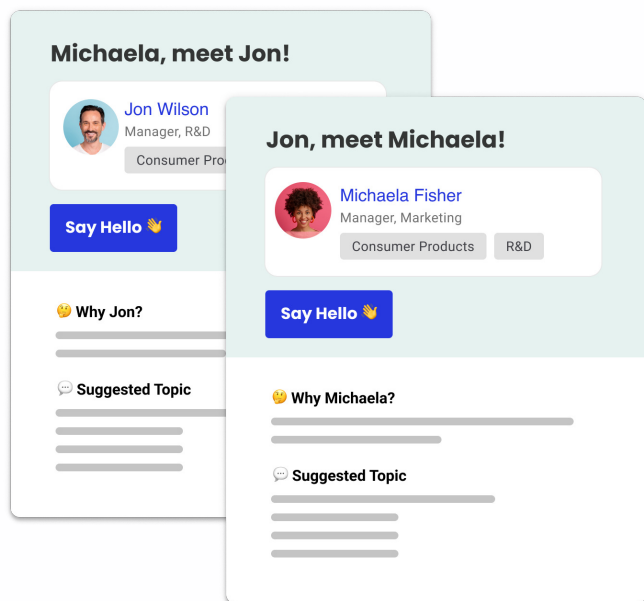 Michaela, meet Jon!
Jon Wilson
Manager, R&D
Say Hello 👋
🤔 Why Jon?
💬 Suggested Topic
Jon, meet Michaela!
Michaela Fisher
Manager, Marketing
Consumer Products R&D
Say Hello 👋
🤔 Why Michaela?
💬 Suggested Topic